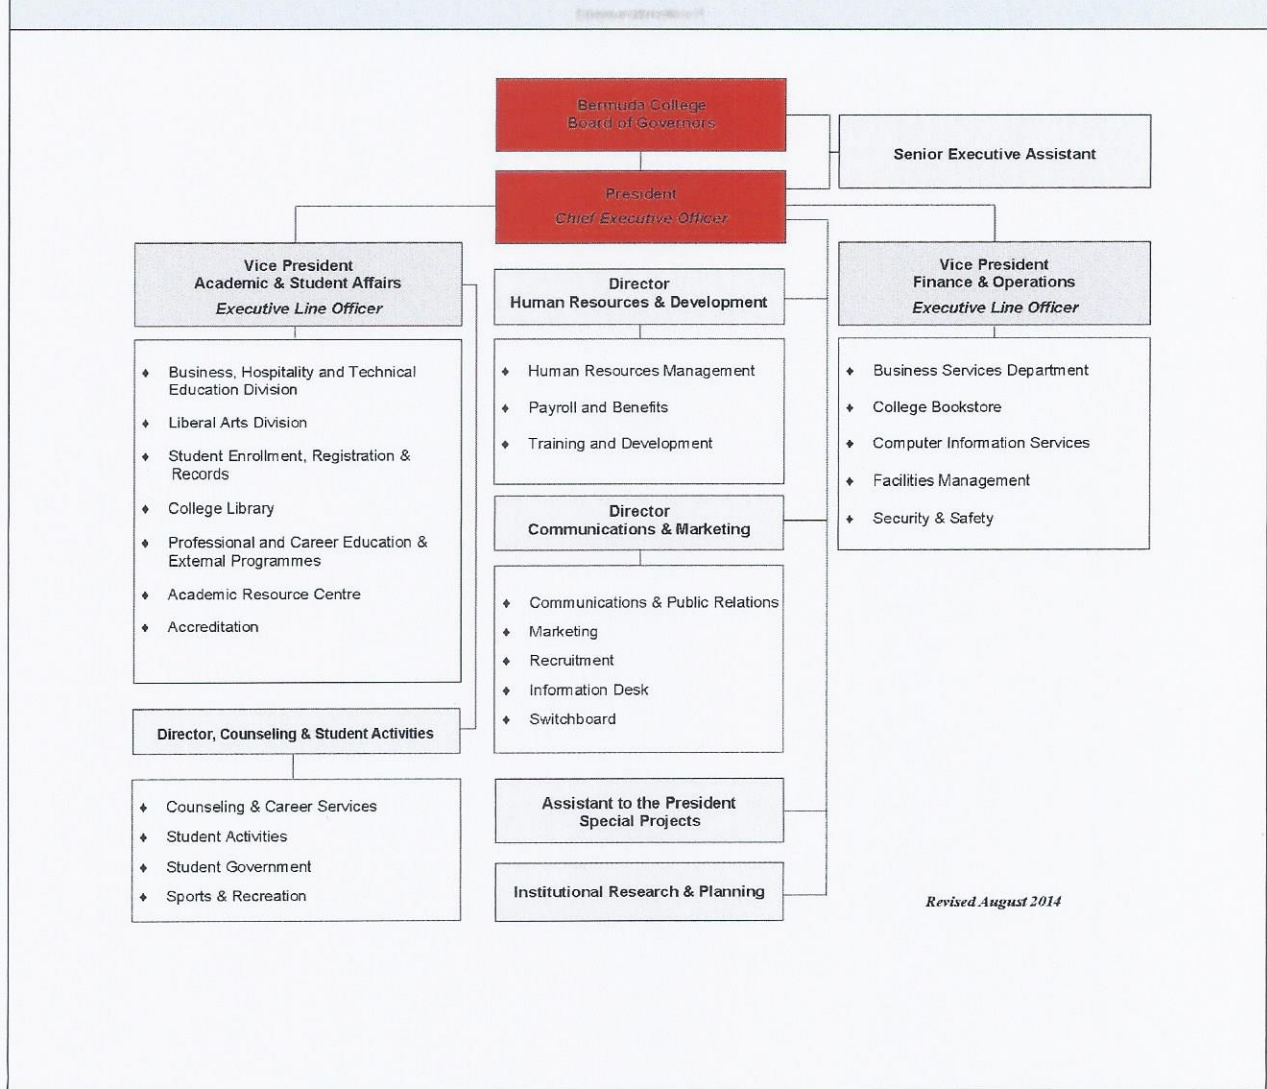 Bermuda College
Board of Governors
Senior Executive Assistant
President
Chief Executive Officer
Vice President
Academic & Student Affairs
Executive Line Officer
Business, Hospitality and Technical
Education Division
Liberal Arts Division
Student Enrollment, Registration &
Records
College Library
Professional and Career Education &
External Programmes
Academic Resource Centre
Accreditation
Director, Counseling & Student Activities
Counseling & Career Services
Student Activities
Student Government
Sports & Recreation
Director
Human Resources & Development
Human Resources Management
Payroll and Benefits
Training and Development
Director
Communications & Marketing
Communications & Public Relations
Marketing
Recruitment
Information Desk
Switchboard
Assistant to the President
Special Projects
Institutional Research & Planning
Vice President
Finance & Operations
Executive Line Officer
Business Services Department
College Bookstore
Computer Information Services
Facilities Management
Security & Safety
Revised August 2014